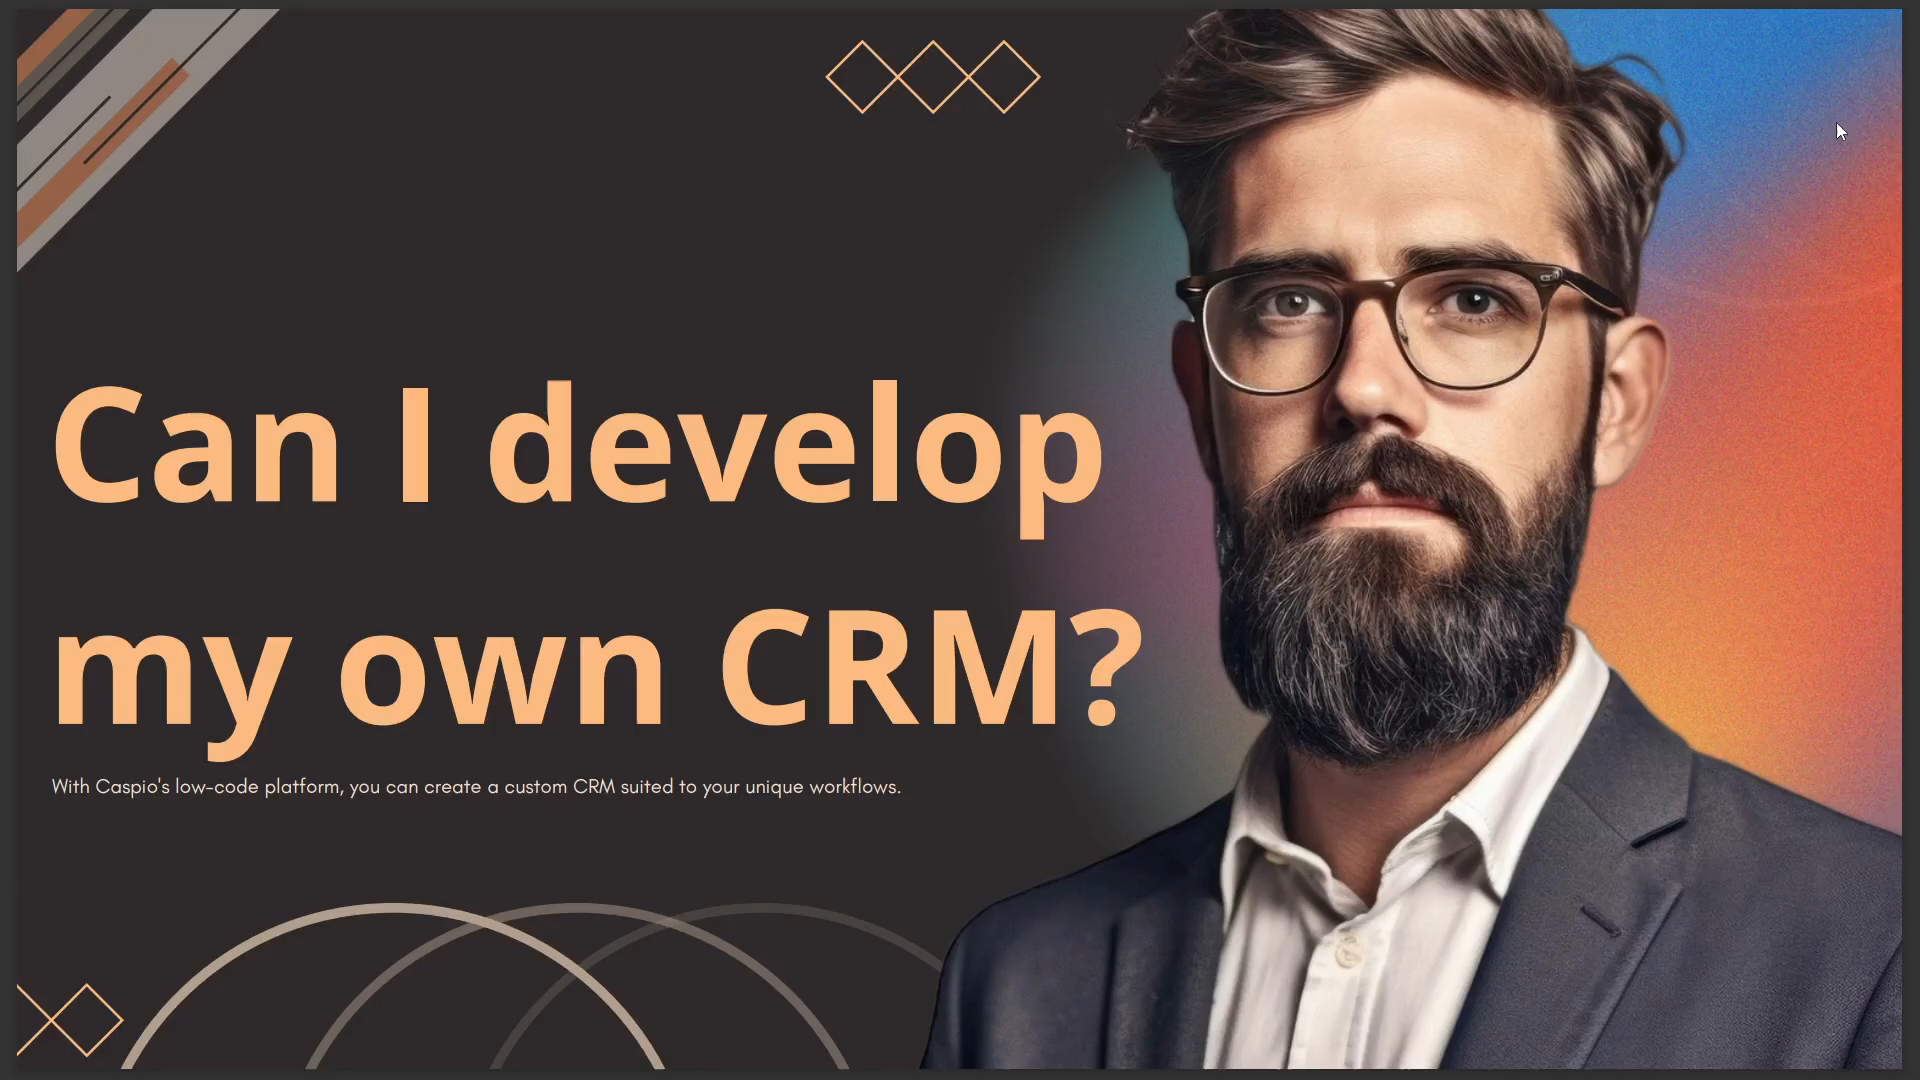 Can I develop
my own CRM?
With Caspio's low-code platform, you can create a custom CRM suited to your unique workflows.